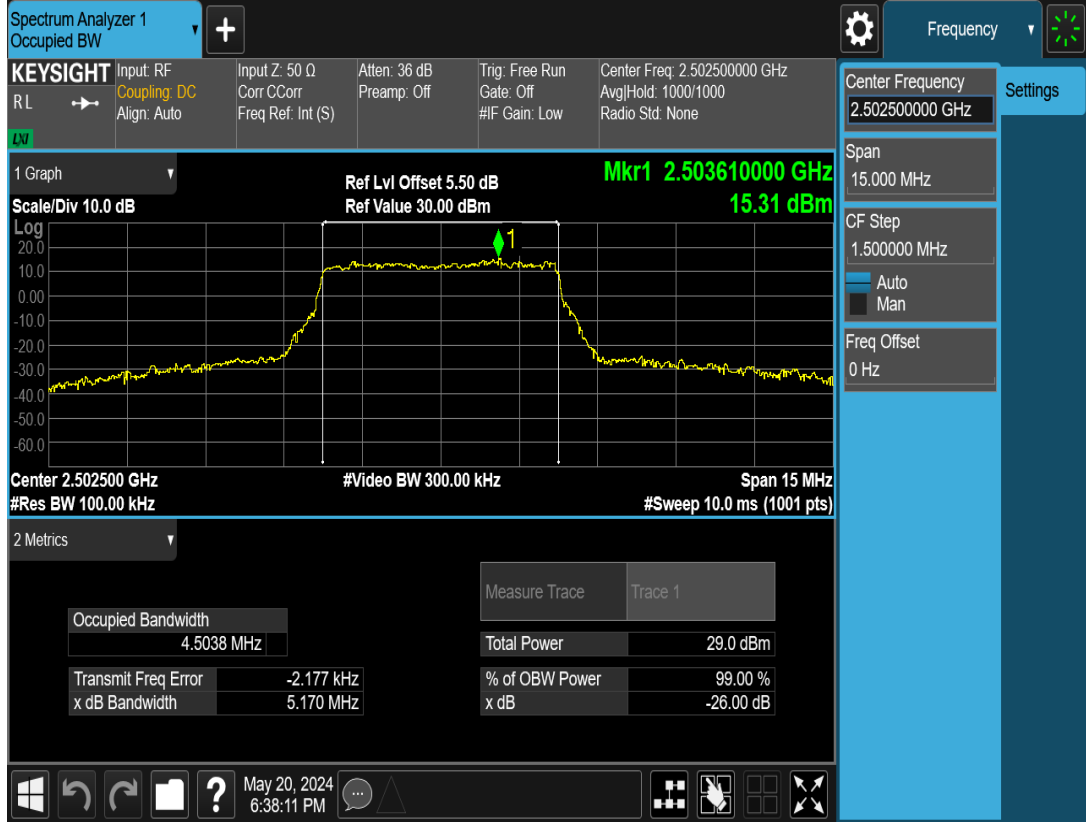 Spectrum Analyzer 1
Occupied BW
+
Frequency
KEYSIGHT
RL
LXI
Input: RF
Coupling: DC
Align: Auto
Input Z: 50 Ω
Corr CCorr
Freq Ref: Int (S)
Atten: 36 dB
Preamp: Off
Trig: Free Run
Gate: Off
#IF Gain: Low
Center Freq: 2.502500000 GHz
Avg|Hold: 1000/1000
Radio Std: None
Center Frequency
2.502500000 GHz
Settings
Span
15.000 MHz
CF Step
1.500000 MHz
Auto
Man
Freq Offset
0 Hz
1 Graph
Scale/Div 10.0 dB
Ref Lvl Offset 5.50 dB
Ref Value 30.00 dBm
Mkr1 2.503610000 GHz
15.31 dBm
Log
20.0
10.0
0.00
-10.0
-20.0
-30.0
-40.0
-50.0
-60.0
1
Center 2.502500 GHz
#Res BW 100.00 kHz
#Video BW 300.00 kHz
Span 15 MHz
#Sweep 10.0 ms (1001 pts)
2 Metrics
Measure Trace Trace 1
Occupied Bandwidth
4.5038 MHz
Total Power 29.0 dBm
Transmit Freq Error -2.177 kHz
x dB Bandwidth 5.170 MHz
% of OBW Power 99.00 %
x dB -26.00 dB
?
May 20, 2024
6:38:11 PM